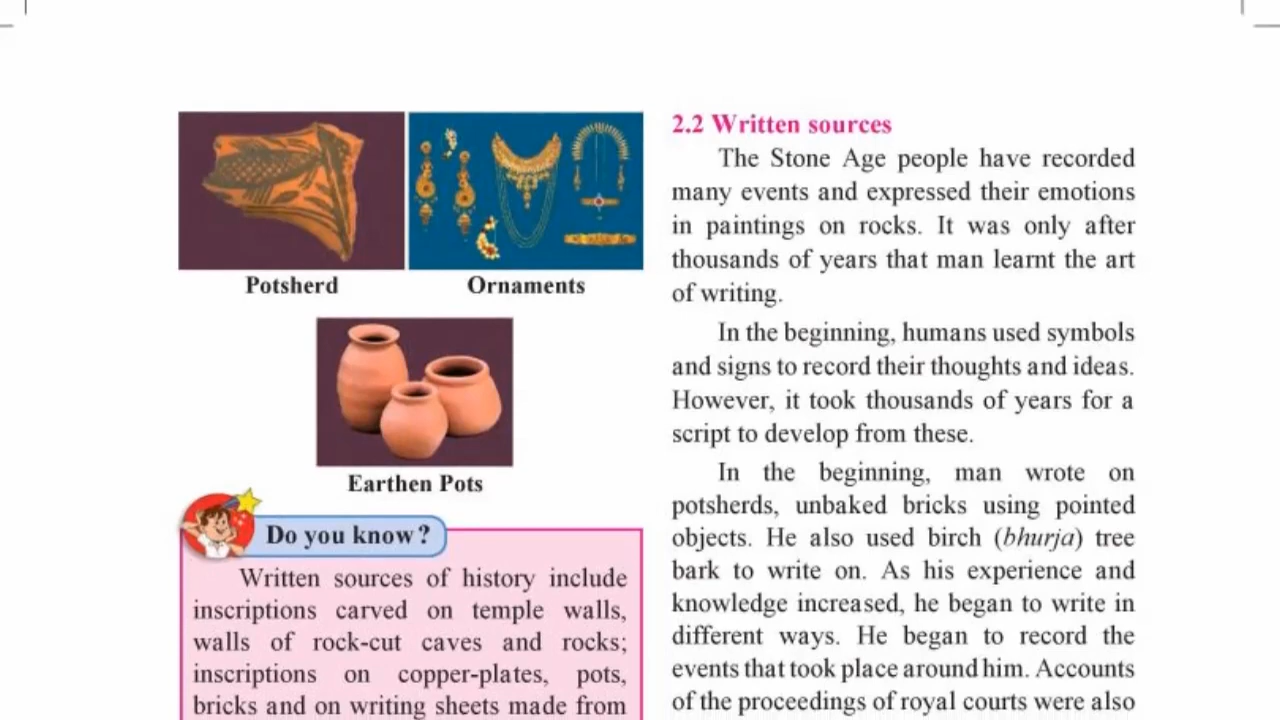 Potsherd
Ornaments
Earthen Pots
Do you know?
Written sources of history include
inscriptions carved on temple walls,
walls of rock-cut caves and rocks;
inscriptions on copper-plates, pots,
bricks and on writing sheets made from
2.2 Written sources
The Stone Age people have recorded
many events and expressed their emotions
in paintings on rocks. It was only after
thousands of years that man learnt the art
of writing.
In the beginning, humans used symbols
and signs to record their thoughts and ideas.
However, it took thousands of years for a
script to develop from these.
In the beginning, man wrote on
potsherds, unbaked bricks using pointed
objects. He also used birch (bhurja) tree
bark to write on. As his experience and
knowledge increased, he began to write in
different ways. He began to record the
events that took place around him. Accounts
of the proceedings of royal courts were also